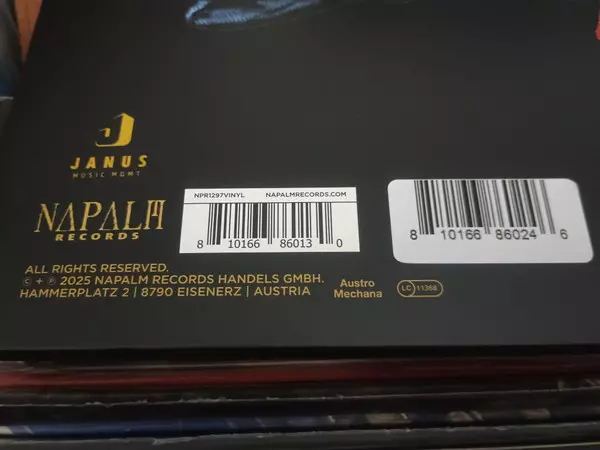 JANUS
MUSIC MGMT
NAPALM
RECORDS
NPR1297VINYL NAPALMRECORDS.COM
8 10166 86013 0
8 10166 86024 6
ALL RIGHTS RESERVED.
© + ℗ 2025 NAPALM RECORDS HANDELS GMBH.
HAMMERPLATZ 2 | 8790 EISENERZ | AUSTRIA
Austro
Mechana
LC 11368